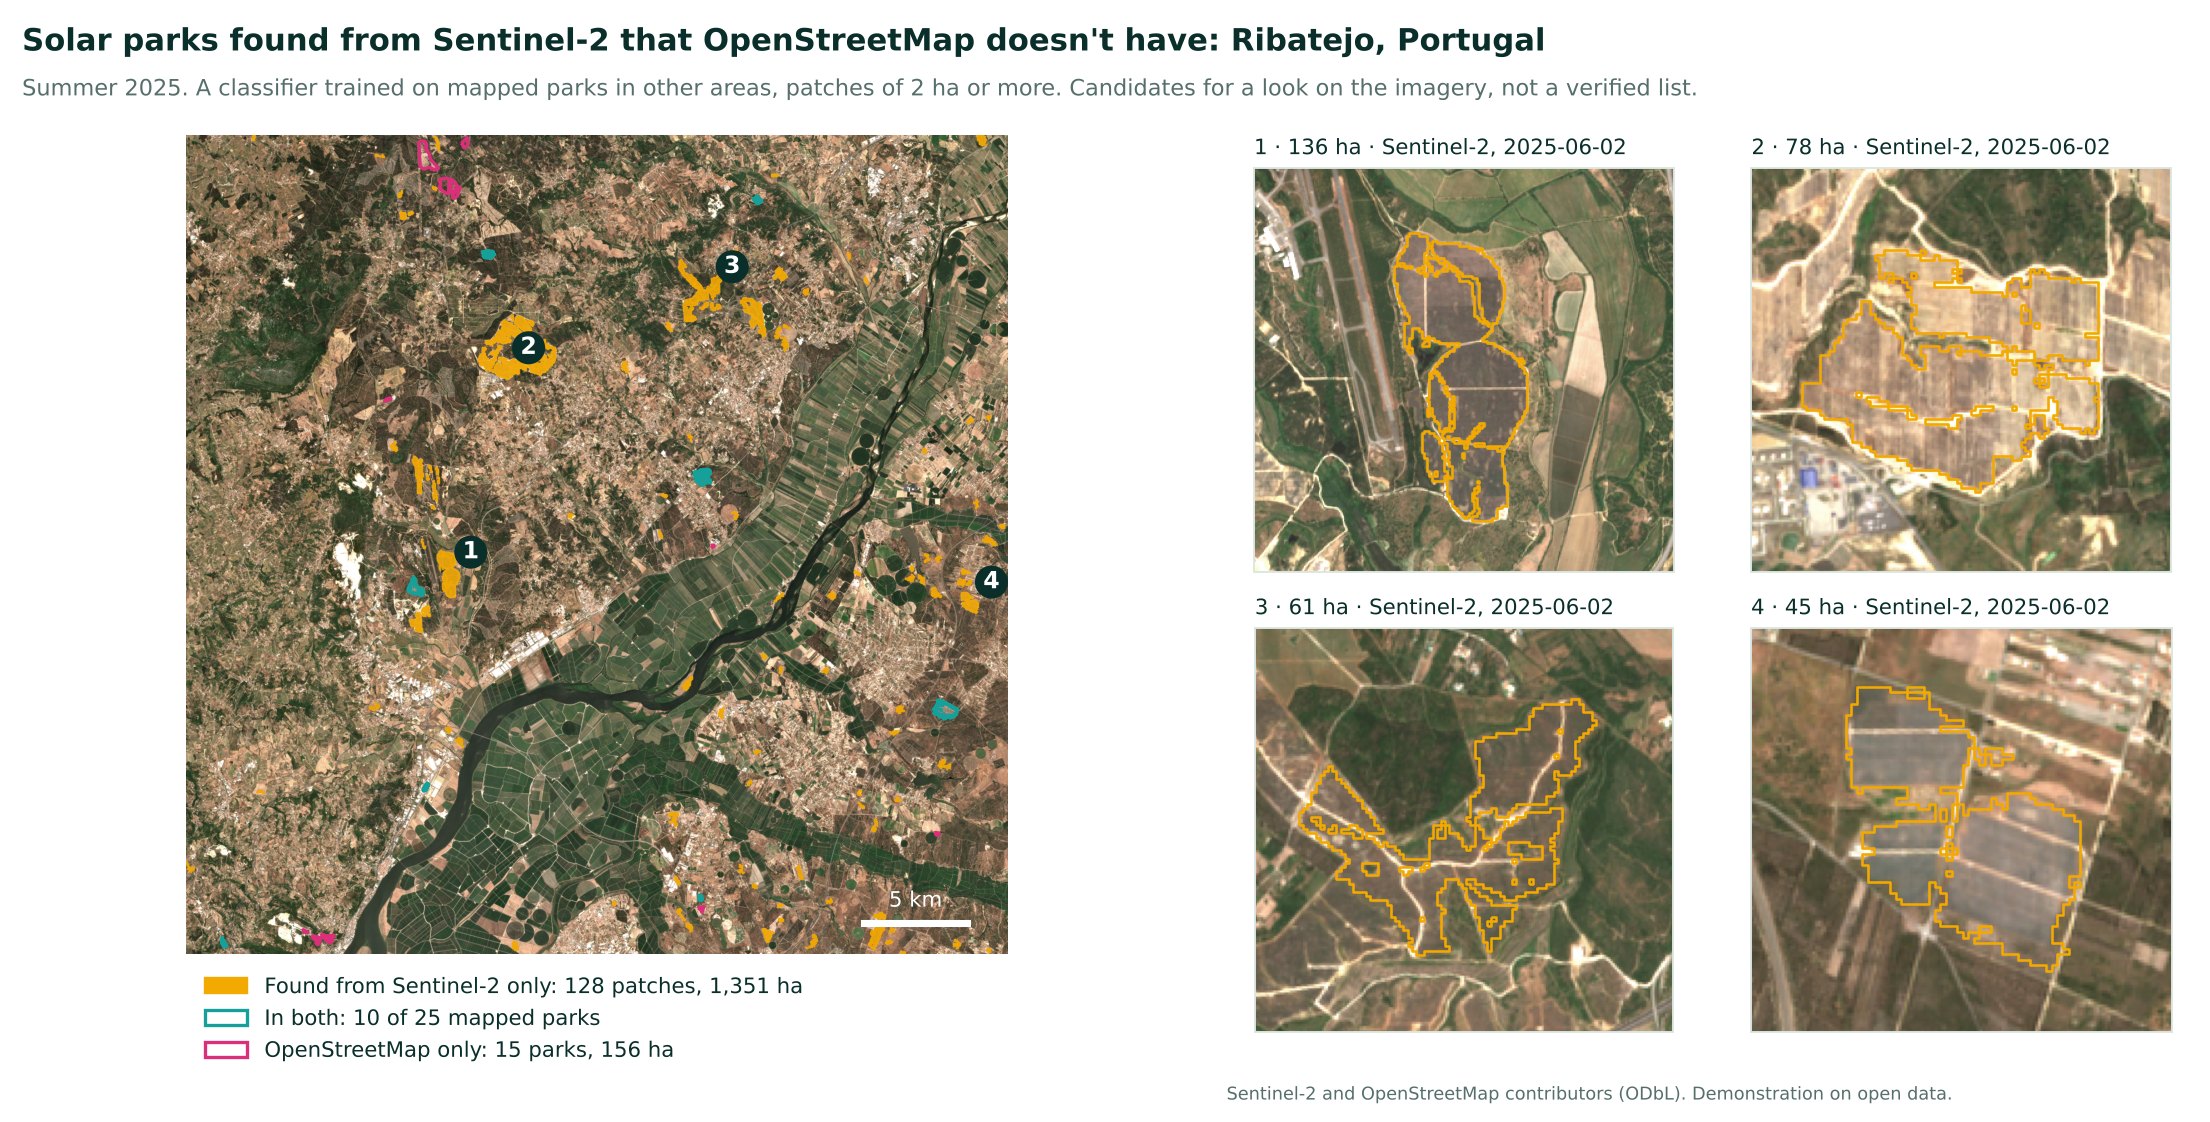 Solar parks found from Sentinel-2 that OpenStreetMap doesn't have: Ribatejo, Portugal
Summer 2025. A classifier trained on mapped parks in other areas, patches of 2 ha or more. Candidates for a look on the imagery, not a verified list.
1 · 136 ha · Sentinel-2, 2025-06-02
2 · 78 ha · Sentinel-2, 2025-06-02
3
2
1
4
5 km
3 · 61 ha · Sentinel-2, 2025-06-02
4 · 45 ha · Sentinel-2, 2025-06-02
Found from Sentinel-2 only: 128 patches, 1,351 ha
In both: 10 of 25 mapped parks
OpenStreetMap only: 15 parks, 156 ha
Sentinel-2 and OpenStreetMap contributors (ODbL). Demonstration on open data.